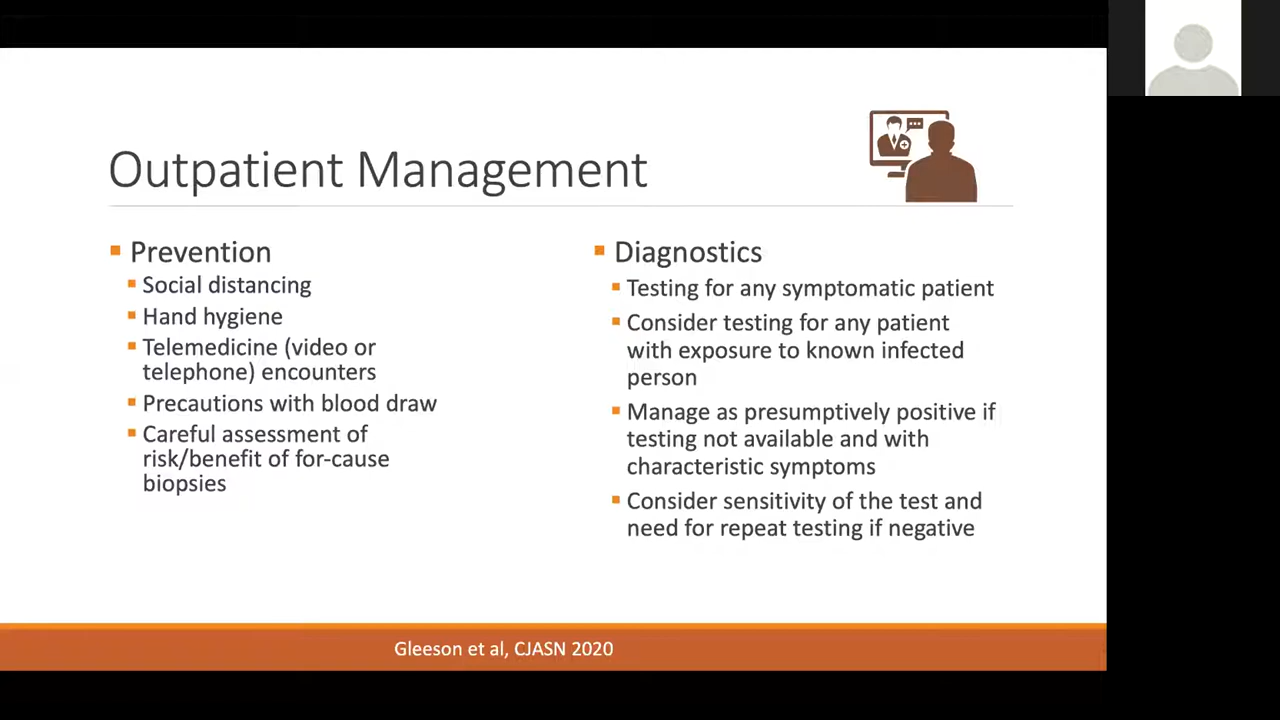 Outpatient Management
Prevention
Social distancing
Hand hygiene
Telemedicine (video or
telephone) encounters
Precautions with blood draw
Careful assessment of
risk/benefit of for-cause
biopsies
Diagnostics
Testing for any symptomatic patient
Consider testing for any patient
with exposure to known infected
person
Manage as presumptively positive if
testing not available and with
characteristic symptoms
Consider sensitivity of the test and
need for repeat testing if negative
Gleeson et al, CJASN 2020